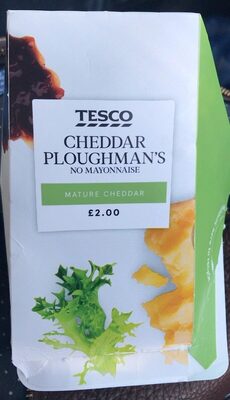 TESCO
CHEDDAR
PLOUGHMAN'S
NO MAYONNAISE
MATURE CHEDDAR
£2.00